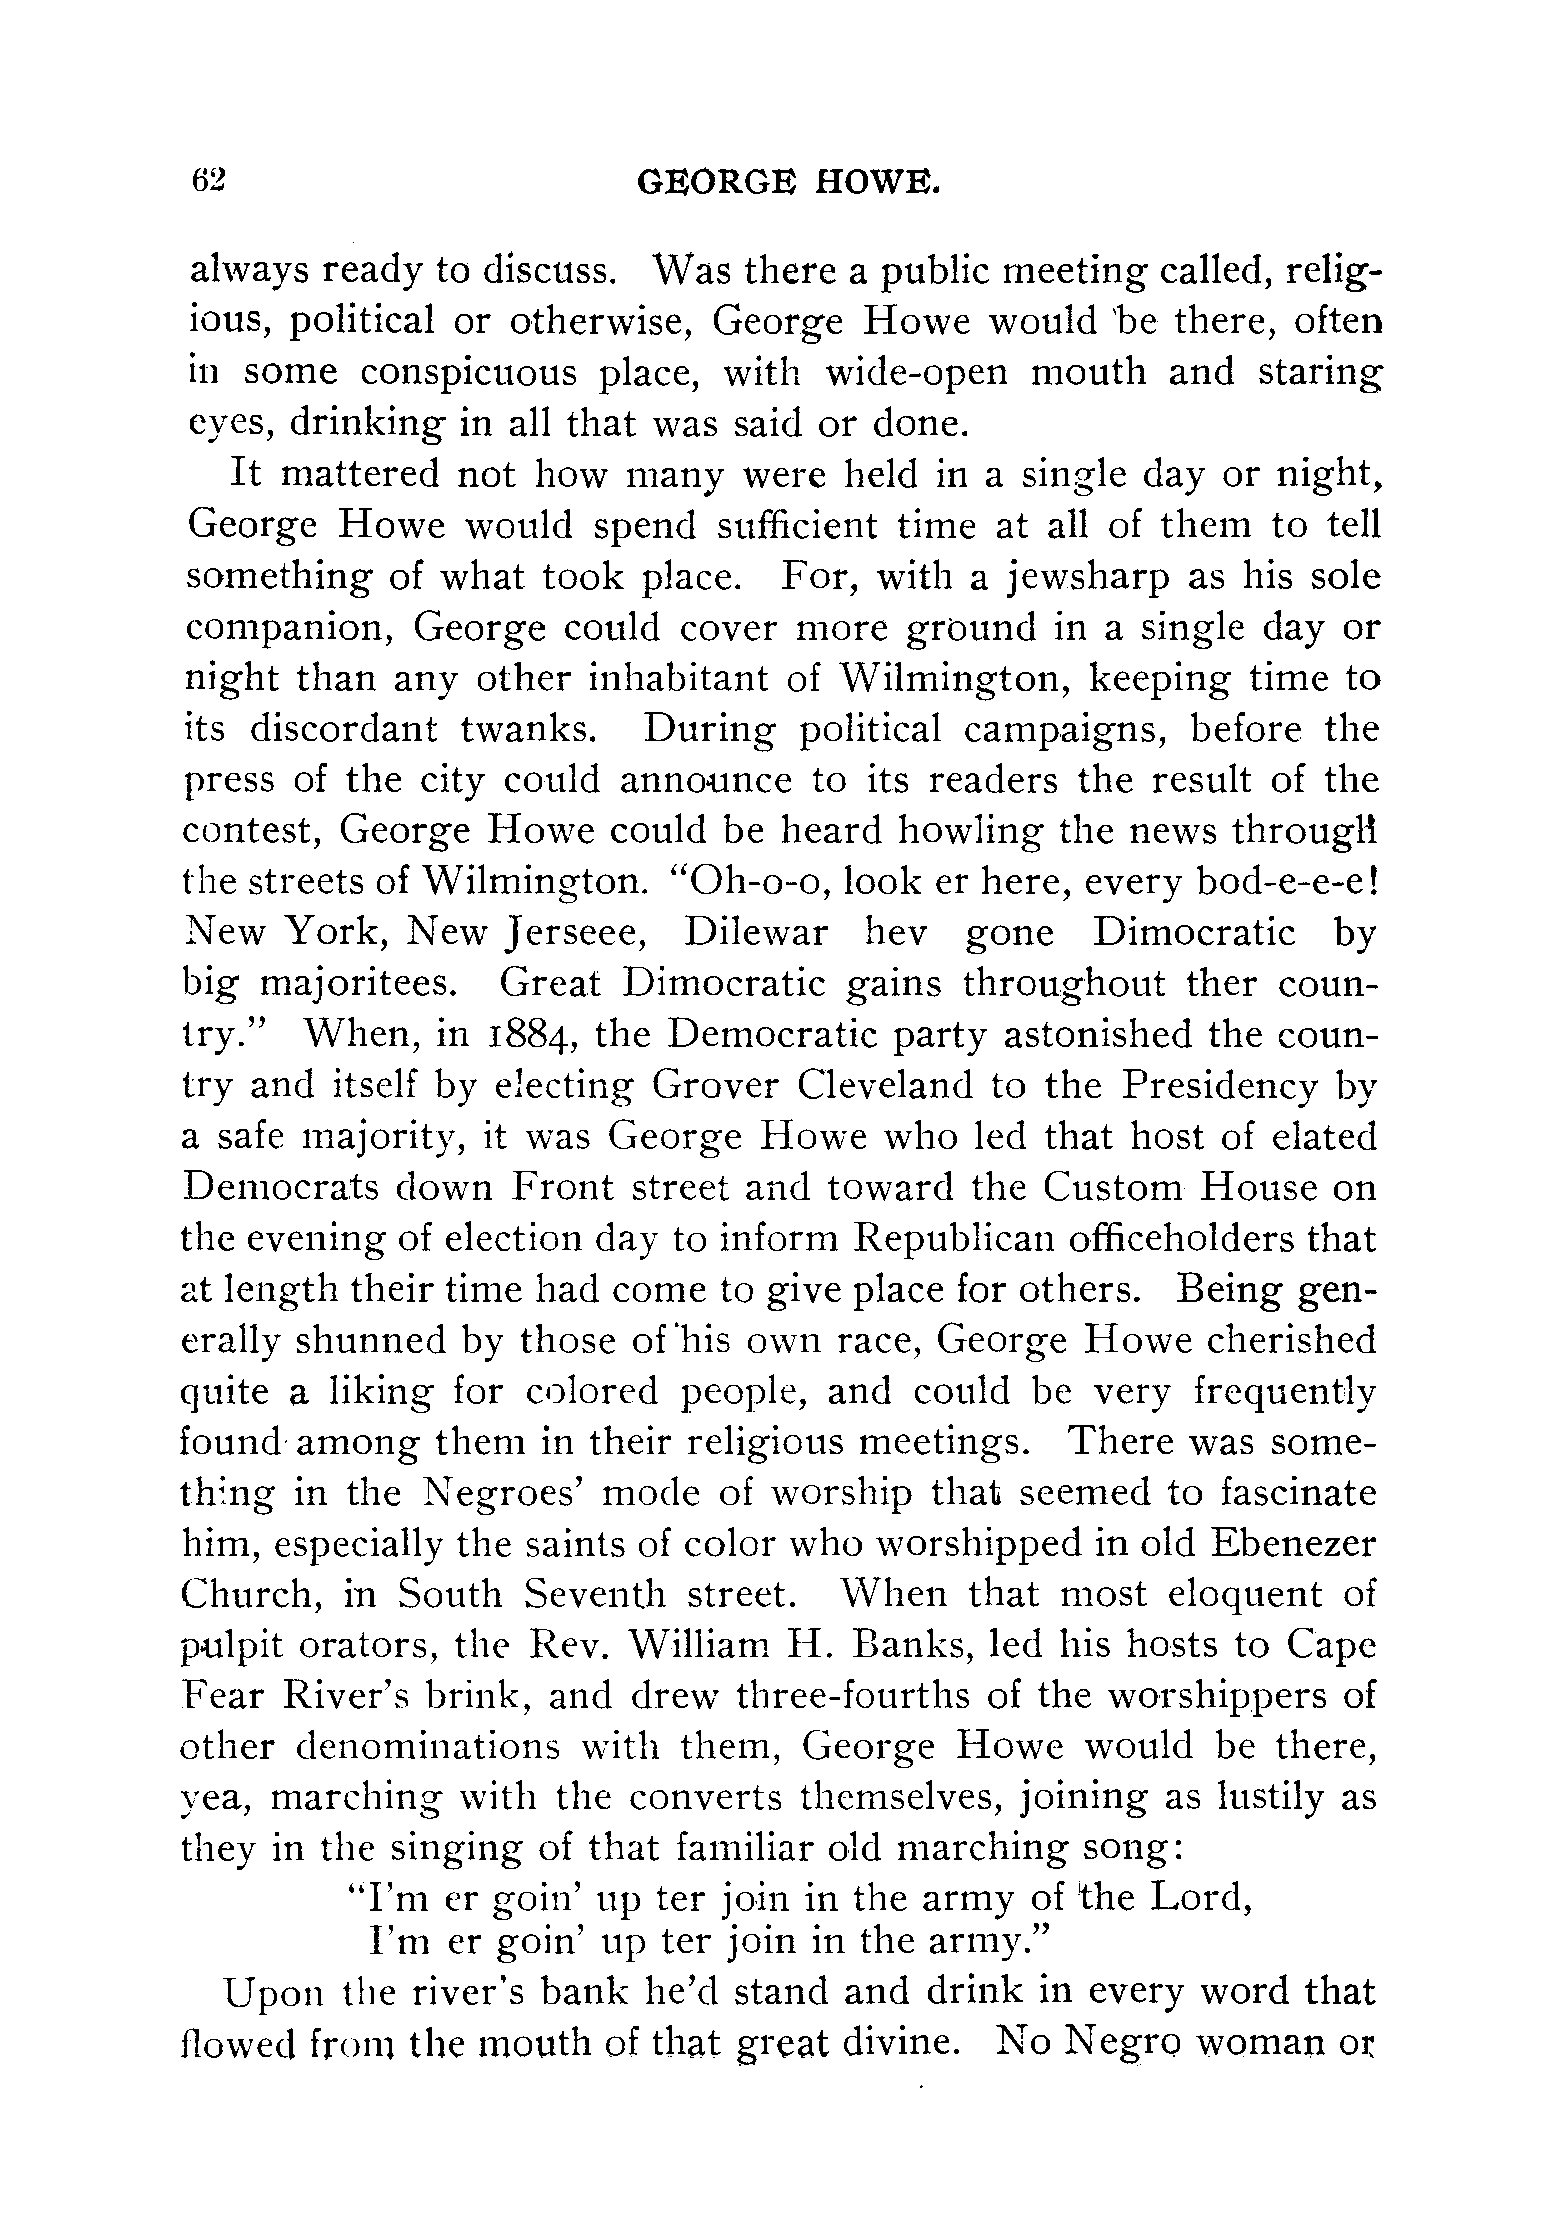 62 GEORGE HOWE.
always ready to discuss. Was there a public meeting called, relig-
ious, political or otherwise, George Howe would be there, often
in some conspicuous place, with wide-open mouth and staring
eyes, drinking in all that was said or done.
It mattered not how many were held in a single day or night,
George Howe would spend sufficient time at all of them to tell
something of what took place. For, with a jewsharp as his sole
companion, George could cover more ground in a single day or
night than any other inhabitant of Wilmington, keeping time to
its discordant twanks. During political campaigns, before the
press of the city could announce to its readers the result of the
contest, George Howe could be heard howling the news through
the streets of Wilmington. "Oh-o-o, look er here, every bod-e-e-e!
New York, New Jerseee, Dilewar hev gone Dimocratic by
big majoritees. Great Dimocratic gains throughout ther coun-
try." When, in 1884, the Democratic party astonished the coun-
try and itself by electing Grover Cleveland to the Presidency by
a safe majority, it was George Howe who led that host of elated
Democrats down Front street and toward the Custom House on
the evening of election day to inform Republican officeholders that
at length their time had come to give place for others. Being gen-
erally shunned by those of his own race, George Howe cherished
quite a liking for colored people, and could be very frequently
found among them in their religious meetings. There was some-
thing in the Negroes' mode of worship that seemed to fascinate
him, especially the saints of color who worshipped in old Ebenezer
Church, in South Seventh street. When that most eloquent of
pulpit orators, the Rev. William H. Banks, led his hosts to Cape
Fear River's brink, and drew three-fourths of the worshippers of
other denominations with them, George Howe would be there,
yea, marching with the converts themselves, joining as lustily as
they in the singing of that familiar old marching song:
"I'm er goin' up ter join in the army of the Lord,
I'm er goin' up ter join in the army."
Upon the river's bank he'd stand and drink in every word that
flowed from the mouth of that great divine. No Negro woman or